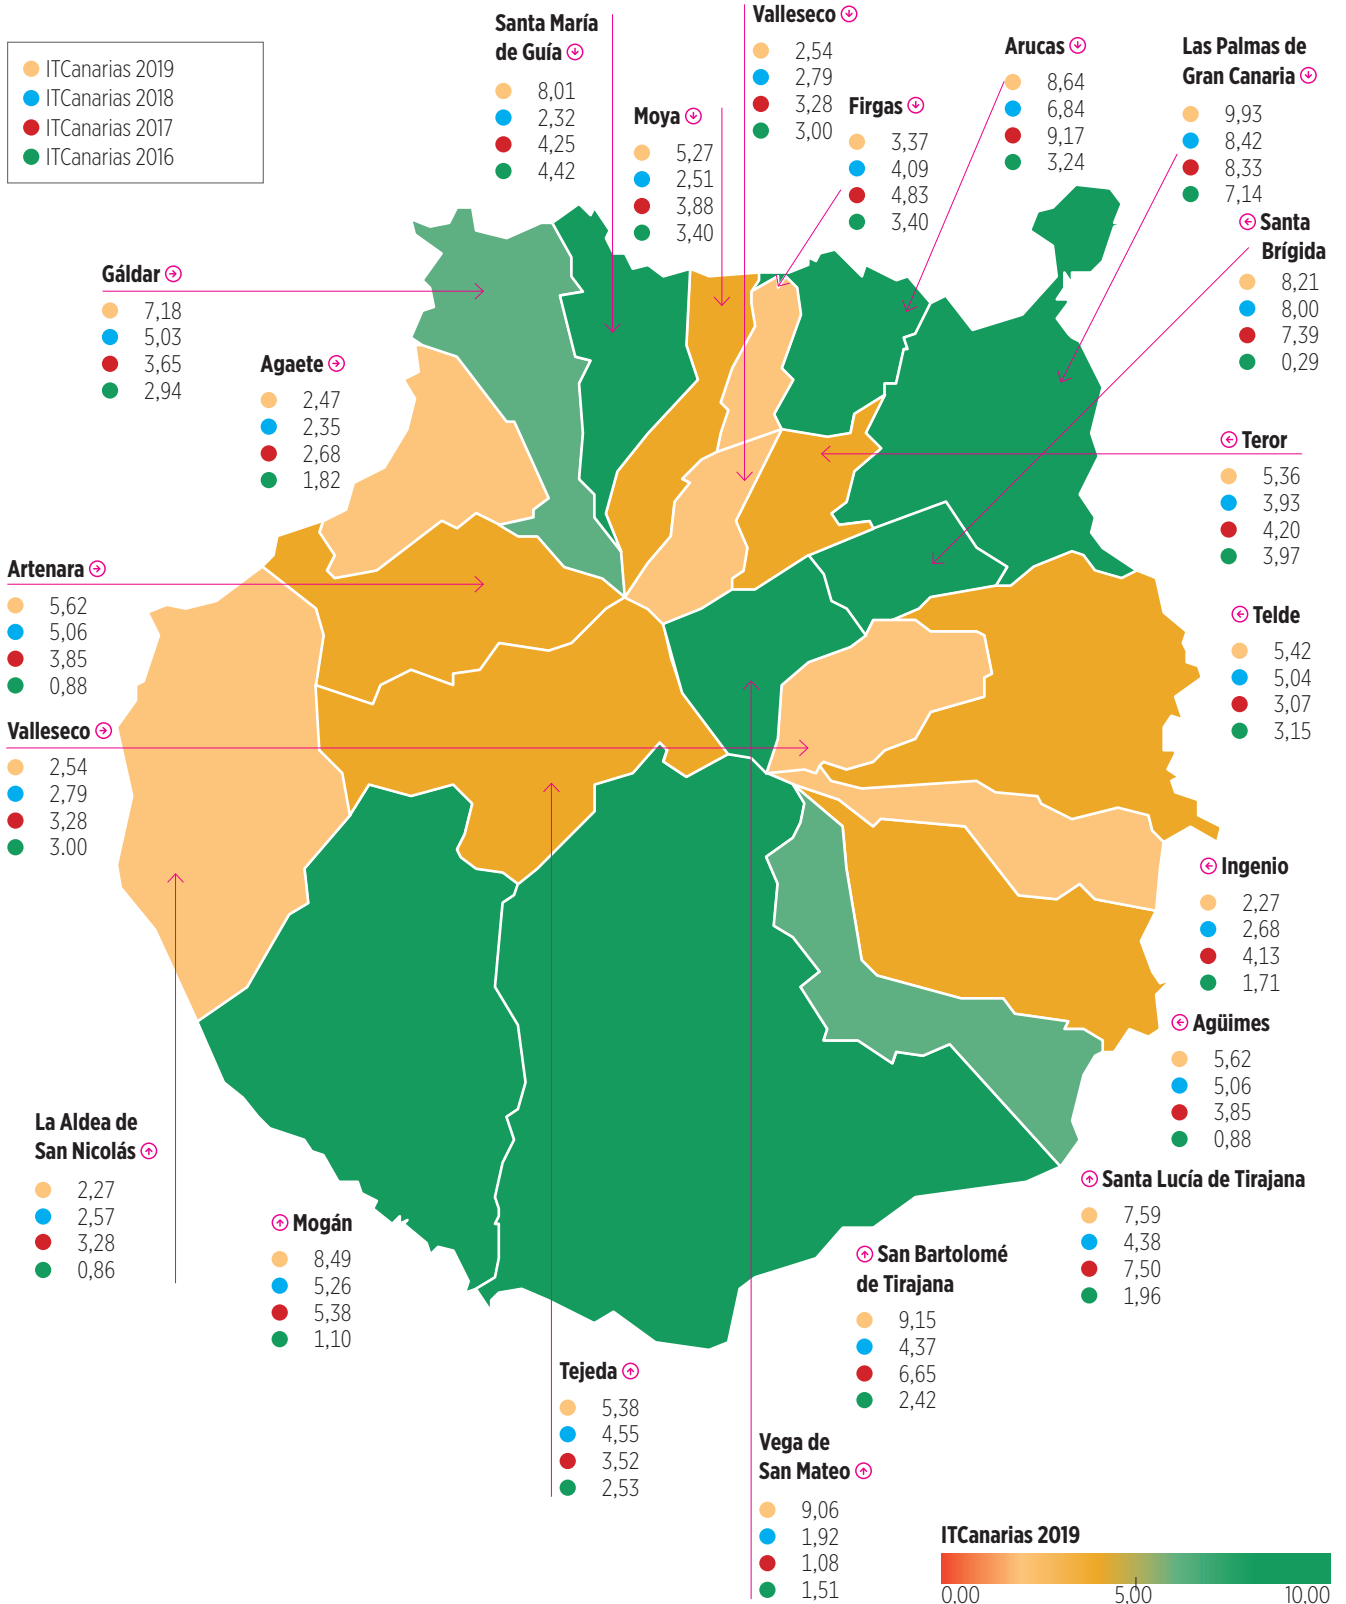 ITCanarias 2019
ITCanarias 2018
ITCanarias 2017
ITCanarias 2016
Santa María
de Guía
8,01
2,32
4,25
4,42
Moya
5,27
2,51
3,88
3,40
Valleseco
2,54
2,79
3,28
3,00
Firgas
3,37
4,09
4,83
3,40
Arucas
8,64
6,84
9,17
3,24
Las Palmas de
Gran Canaria
9,93
8,42
8,33
7,14
Santa
Brígida
8,21
8,00
7,39
0,29
Gáldar
7,18
5,03
3,65
2,94
Agaete
2,47
2,35
2,68
1,82
Teror
5,36
3,93
4,20
3,97
Artenara
5,62
5,06
3,85
0,88
Telde
5,42
5,04
3,07
3,15
Valleseco
2,54
2,79
3,28
3.00
Ingenio
2,27
2,68
4,13
1,71
Agüimes
5,62
5,06
3,85
0,88
La Aldea de
San Nicolás
2,27
2,57
3,28
0,86
Santa Lucía de Tirajana
7,59
4,38
7,50
1,96
Mogán
8,49
5,26
5,38
1,10
San Bartolomé
de Tirajana
9,15
4,37
6,65
2,42
Tejeda
5,38
4,55
3,52
2,53
Vega de
San Mateo
9,06
1,92
1,08
1,51
ITCanarias 2019
0,00 5,00 10,00